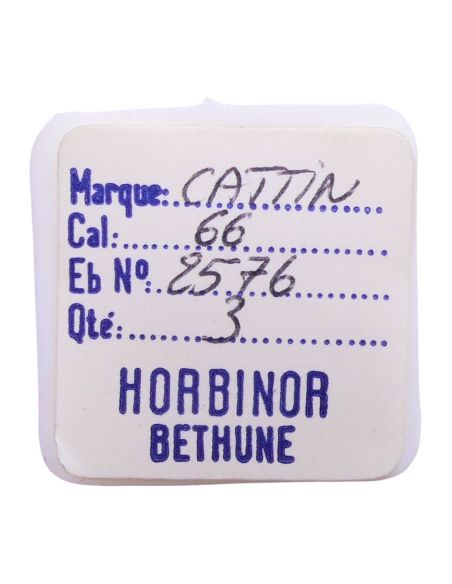 Marque: CATTIN
Cal: 66
Eb Nº: 2576
Qté: 3
HORBINOR
BETHUNE